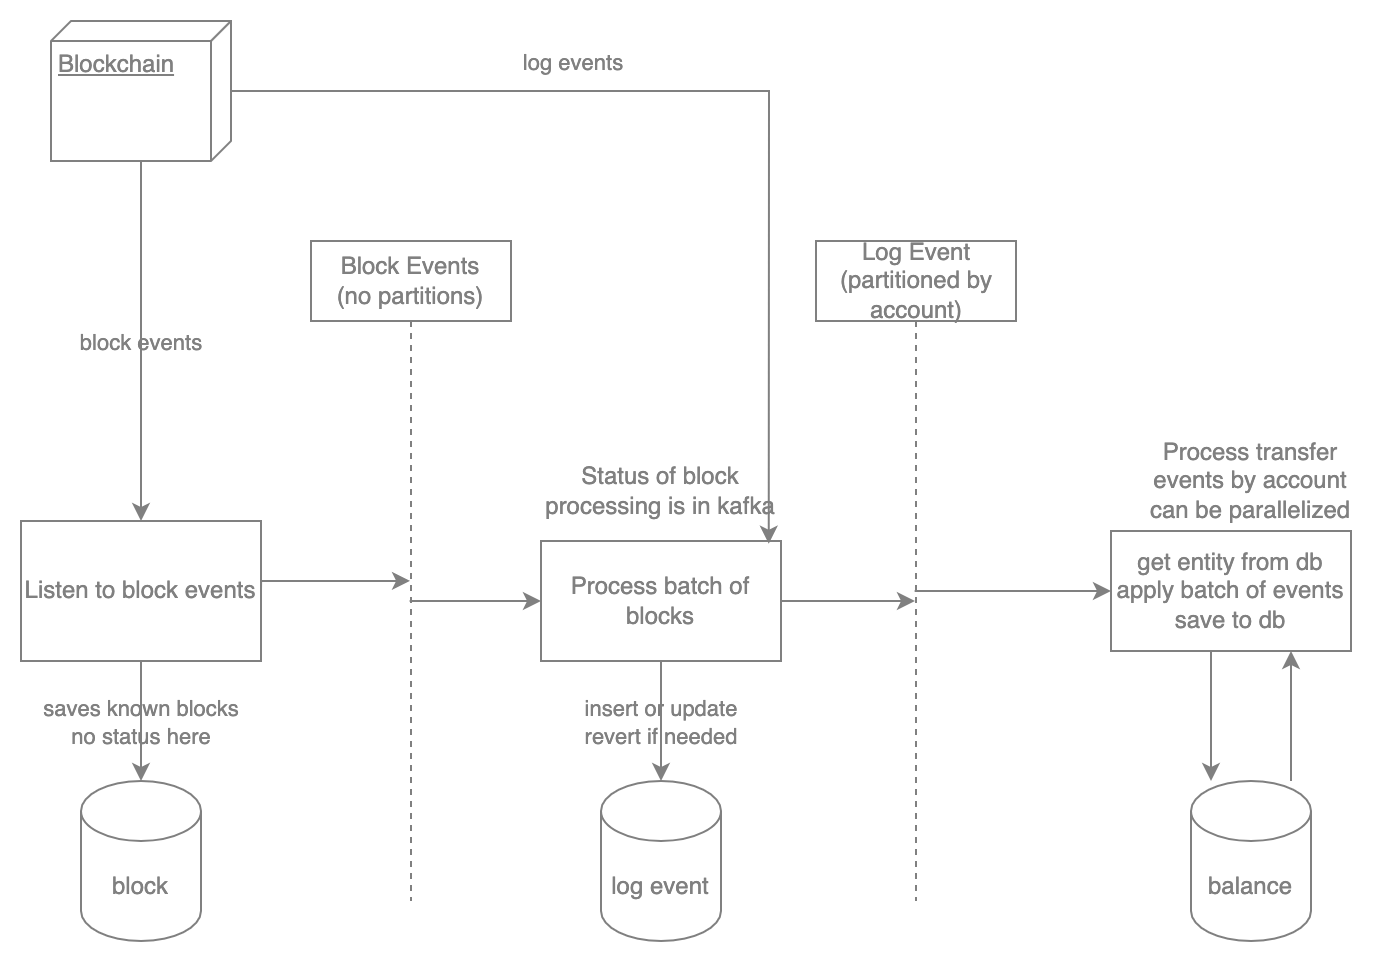 Blockchain
log events
Block Events
(no partitions)
Log Event
(partitioned by
account)
block events
Status of block
processing is in kafka
Process transfer
events by account
can be parallelized
Listen to block events
Process batch of
blocks
get entity from db
apply batch of events
save to db
saves known blocks
no status here
insert or update
revert if needed
block
log event
balance